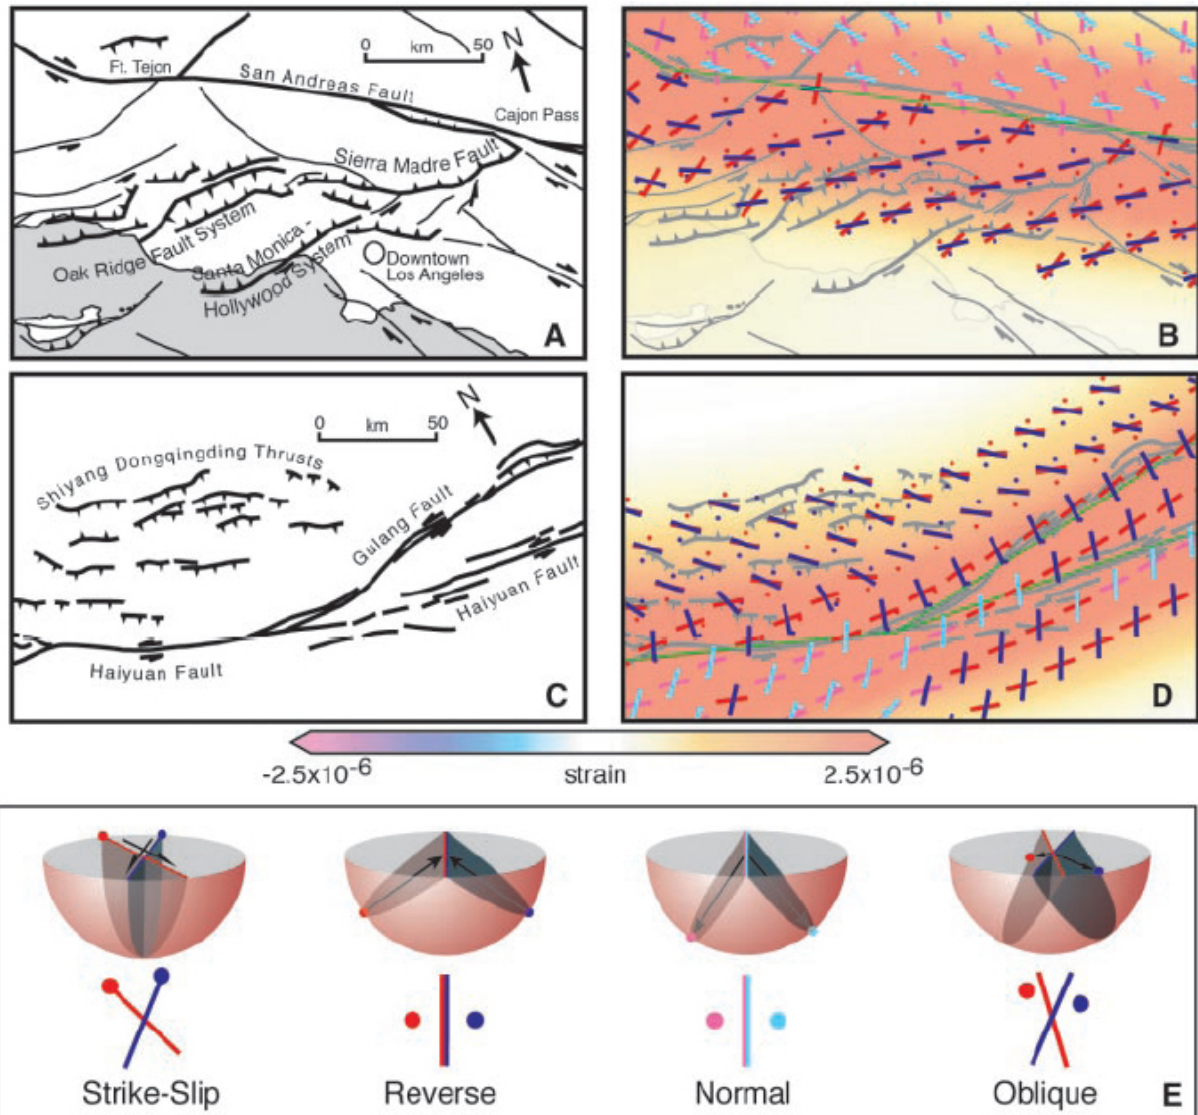 Ft. Tejon
0 km 50
N
San Andreas Fault
Cajon Pass
Sierra Madre Fault
Oak Ridge Fault System
Santa Monica -
Hollywood System
Downtown
Los Angeles
A
B
N
0 km 50
Shiyang Dongqingding Thrusts
Gulang Fault
Haiyuan Fault
Haiyuan Fault
C
D
-2.5x10-6 strain 2.5x10-6
Strike-Slip Reverse Normal Oblique E